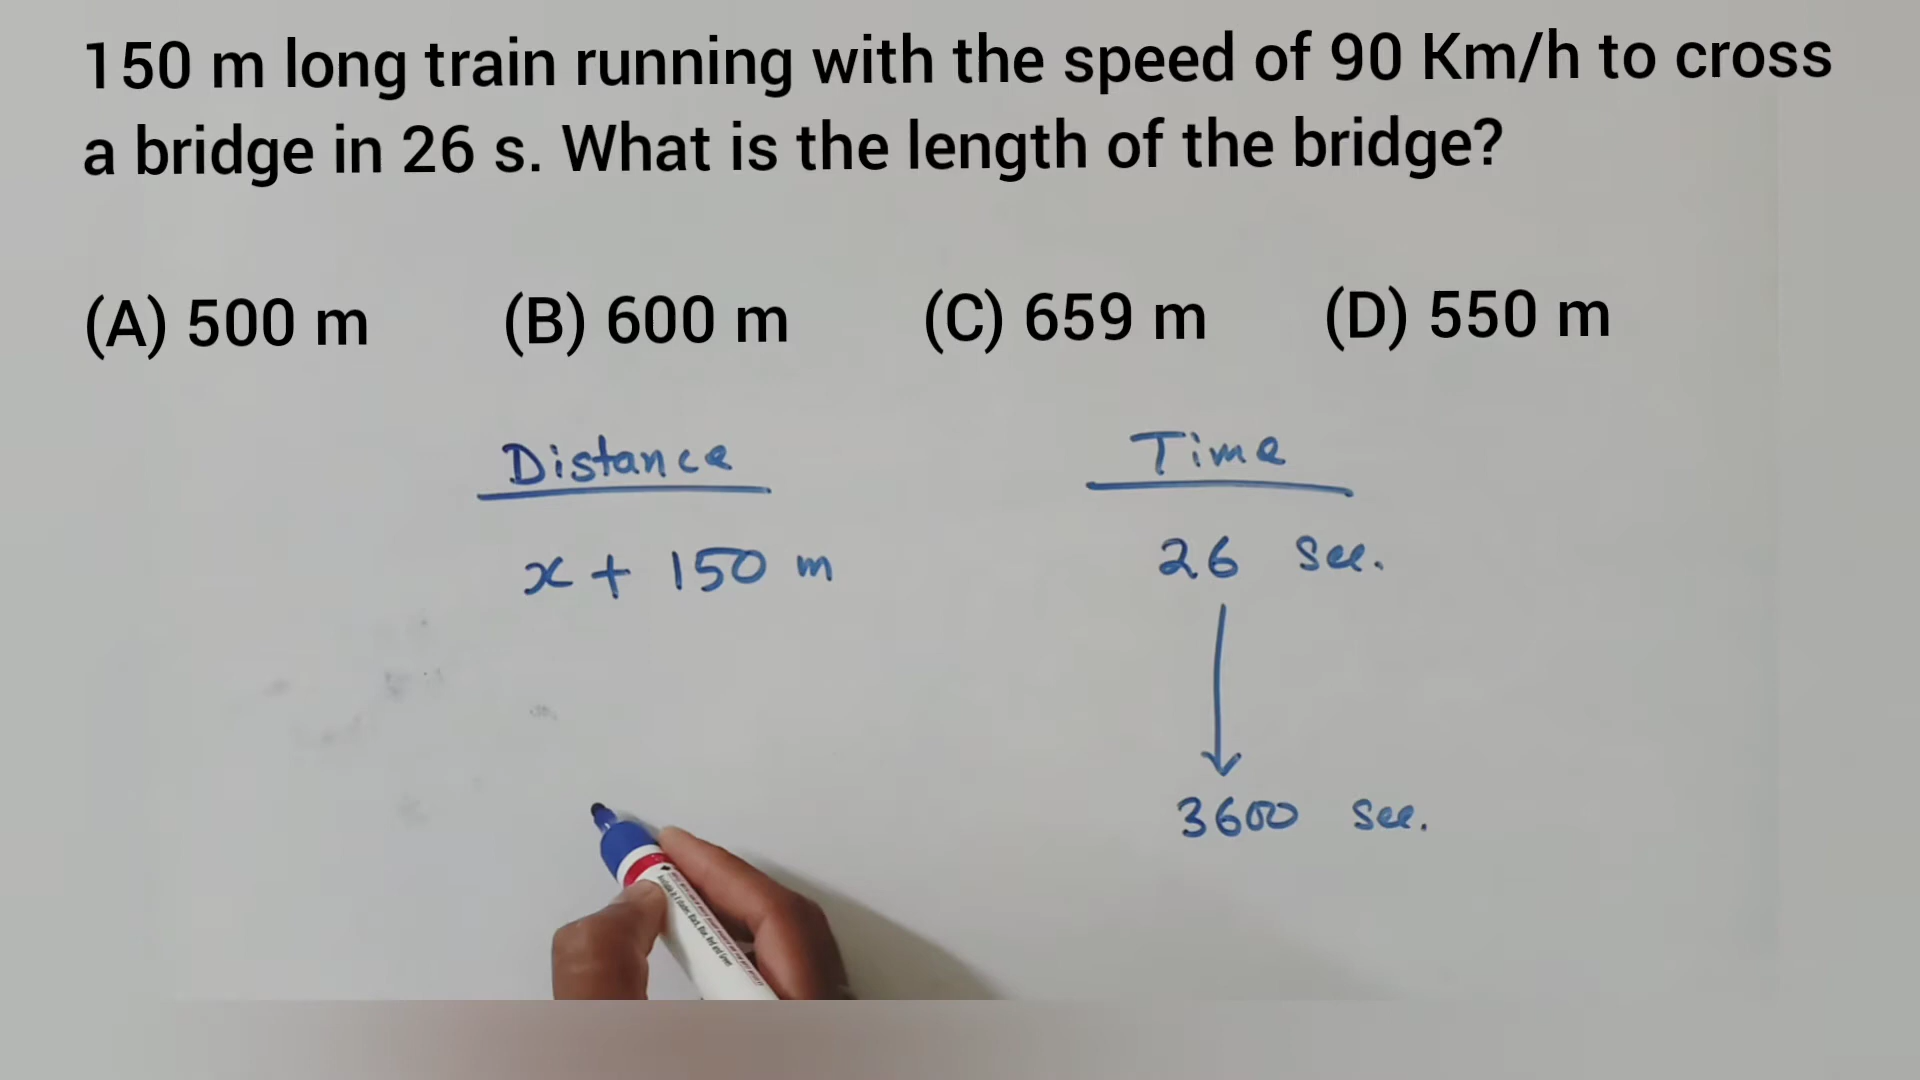 150 m long train running with the speed of 90 Km/h to cross
a bridge in 26 s. What is the length of the bridge?
(A) 500 m (B) 600 m (C) 659 m (D) 550 m
Distance Time
x + 150 m 26 Sec.
3600 Sec.